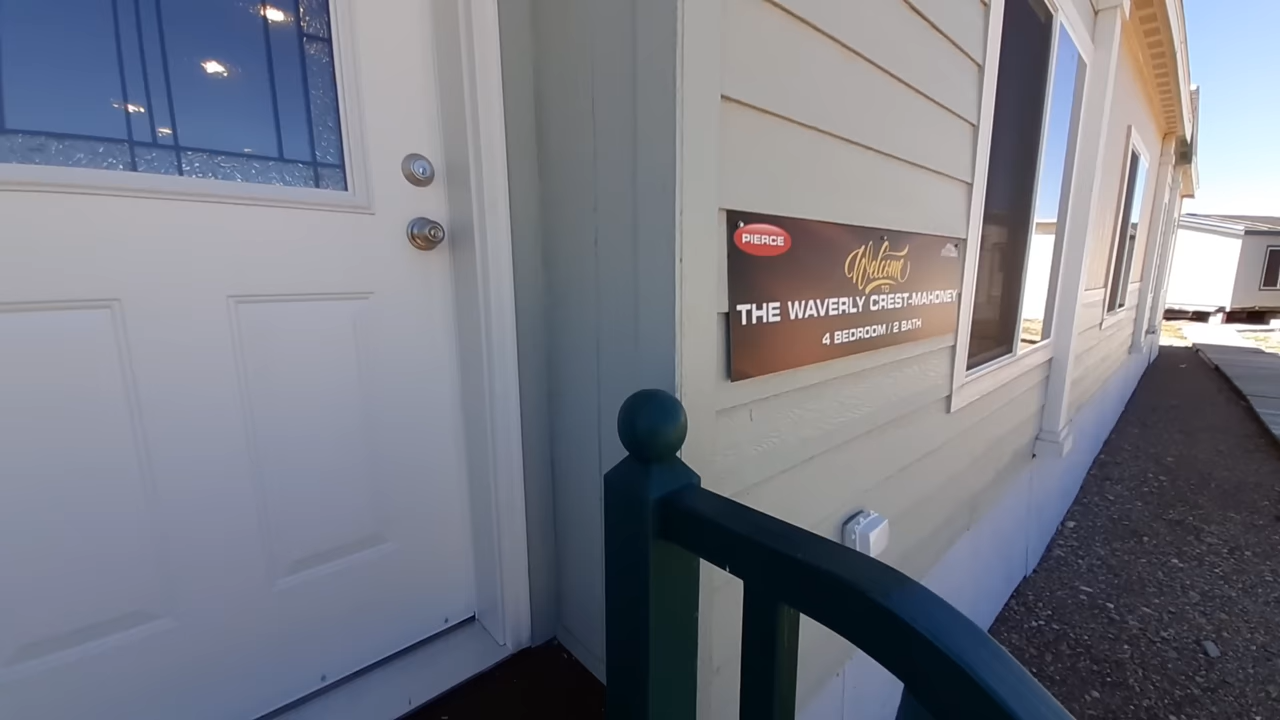 PIERCE
Welcome
TO
THE WAVERLY CREST-MAHONEY
4 BEDROOM / 2 BATH